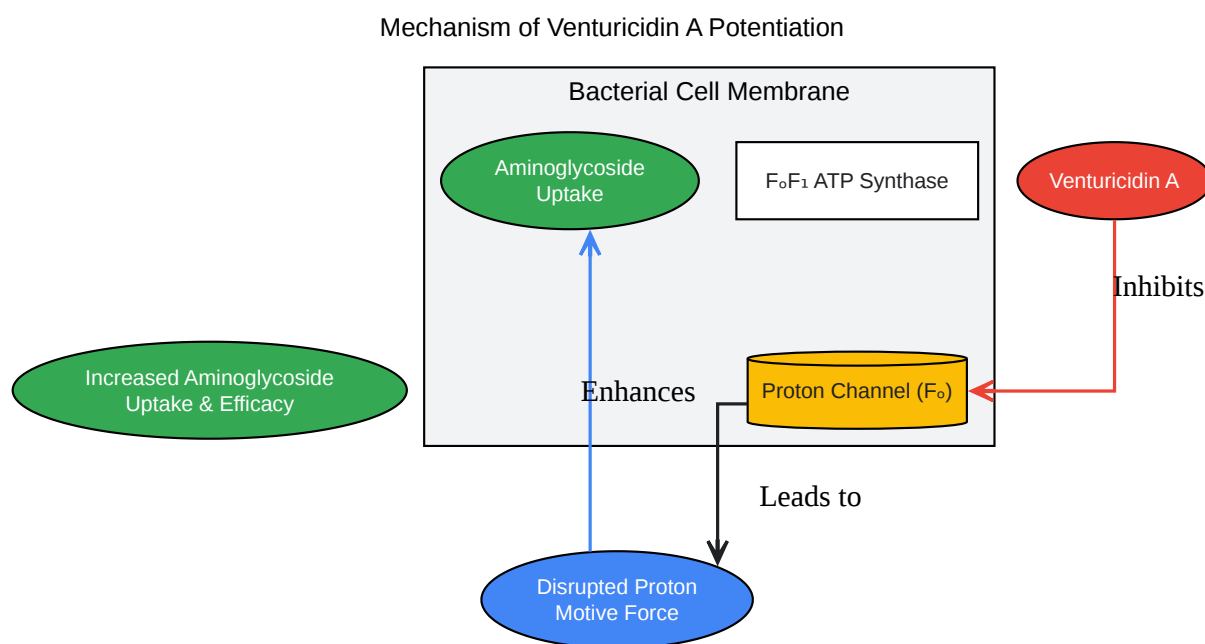 Mechanism of Venturicidin A Potentiation
Bacterial Cell Membrane
Aminoglycoside
Uptake
FₒF₁ ATP Synthase
Venturicidin A
Inhibits
Increased Aminoglycoside
Uptake & Efficacy
Enhances
Proton Channel (Fₒ)
Leads to
Disrupted Proton
Motive Force